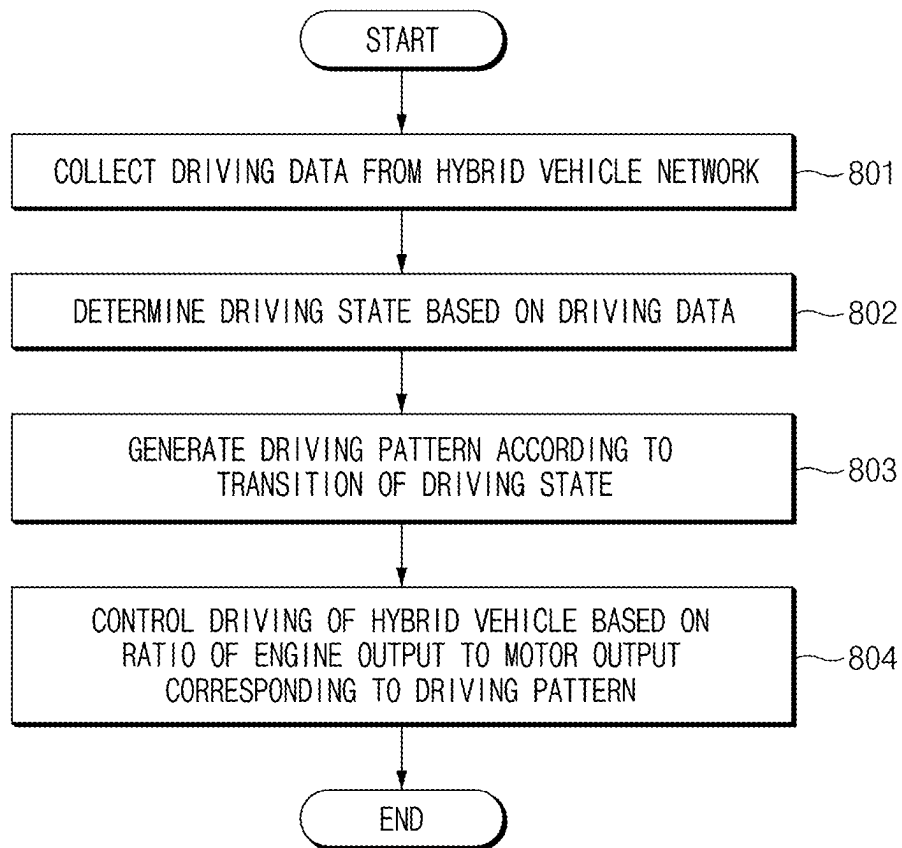 START
COLLECT DRIVING DATA FROM HYBRID VEHICLE NETWORK
801
DETERMINE DRIVING STATE BASED ON DRIVING DATA
802
GENERATE DRIVING PATTERN ACCORDING TO
TRANSITION OF DRIVING STATE
803
CONTROL DRIVING OF HYBRID VEHICLE BASED ON
RATIO OF ENGINE OUTPUT TO MOTOR OUTPUT
CORRESPONDING TO DRIVING PATTERN
804
END